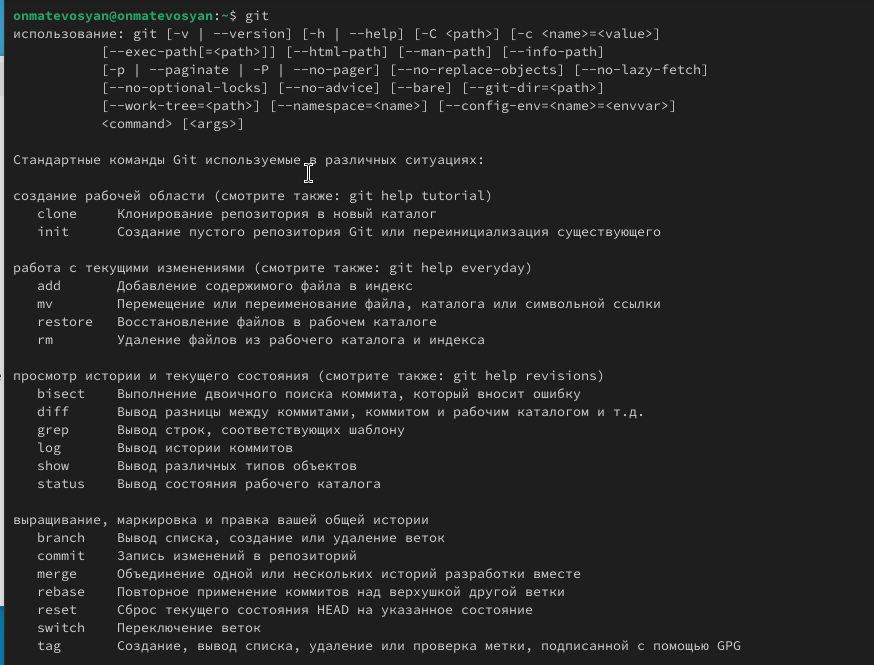 onmatevosyan@onmatevosyan:~$ git
использование: git [-v | --version] [-h | --help] [-C <path>] [-c <name>=<value>]
           [--exec-path[=<path>]] [--html-path] [--man-path] [--info-path]
           [-p | --paginate | -P | --no-pager] [--no-replace-objects] [--no-lazy-fetch]
           [--no-optional-locks] [--no-advice] [--bare] [--git-dir=<path>]
           [--work-tree=<path>] [--namespace=<name>] [--config-env=<name>=<envvar>]
           <command> [<args>]

Стандартные команды Git используемые в различных ситуациях:

создание рабочей области (смотрите также: git help tutorial)
   clone     Клонирование репозитория в новый каталог
   init      Создание пустого репозитория Git или переинициализация существующего

работа с текущими изменениями (смотрите также: git help everyday)
   add       Добавление содержимого файла в индекс
   mv        Перемещение или переименование файла, каталога или символьной ссылки
   restore   Восстановление файлов в рабочем каталоге
   rm        Удаление файлов из рабочего каталога и индекса

просмотр истории и текущего состояния (смотрите также: git help revisions)
   bisect    Выполнение двоичного поиска коммита, который вносит ошибку
   diff      Вывод разницы между коммитами, коммитом и рабочим каталогом и т.д.
   grep      Вывод строк, соответствующих шаблону
   log       Вывод истории коммитов
   show      Вывод различных типов объектов
   status    Вывод состояния рабочего каталога

выращивание, маркировка и правка вашей общей истории
   branch    Вывод списка, создание или удаление веток
   commit    Запись изменений в репозиторий
   merge     Объединение одной или нескольких историй разработки вместе
   rebase    Повторное применение коммитов над верхушкой другой ветки
   reset     Сброс текущего состояния HEAD на указанное состояние
   switch    Переключение веток
   tag       Создание, вывод списка, удаление или проверка метки, подписанной с помощью GPG